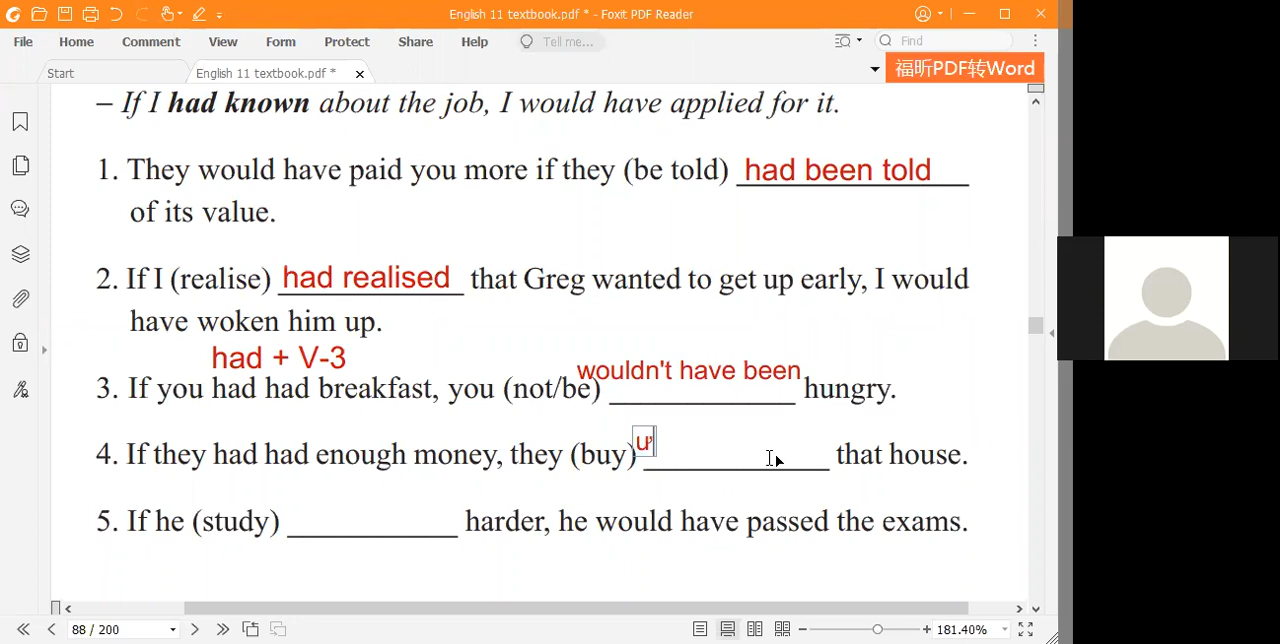 English 11 textbook.pdf * - Foxit PDF Reader
File Home Comment View Form Protect Share Help Tell me... Find
Start English 11 textbook.pdf * 福昕PDF转Word
– If I had known about the job, I would have applied for it.
1. They would have paid you more if they (be told) had been told
of its value.
2. If I (realise) had realised that Greg wanted to get up early, I would
have woken him up.
had + V-3
wouldn't have been
3. If you had had breakfast, you (not/be) ____________ hungry.
ư
4. If they had had enough money, they (buy) ____________ that house.
5. If he (study) ___________ harder, he would have passed the exams.
88 / 200 181.40%